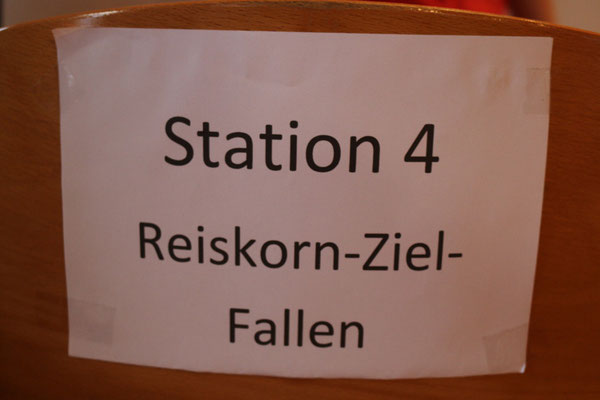 Station 4
Reiskorn-Ziel-
Fallen